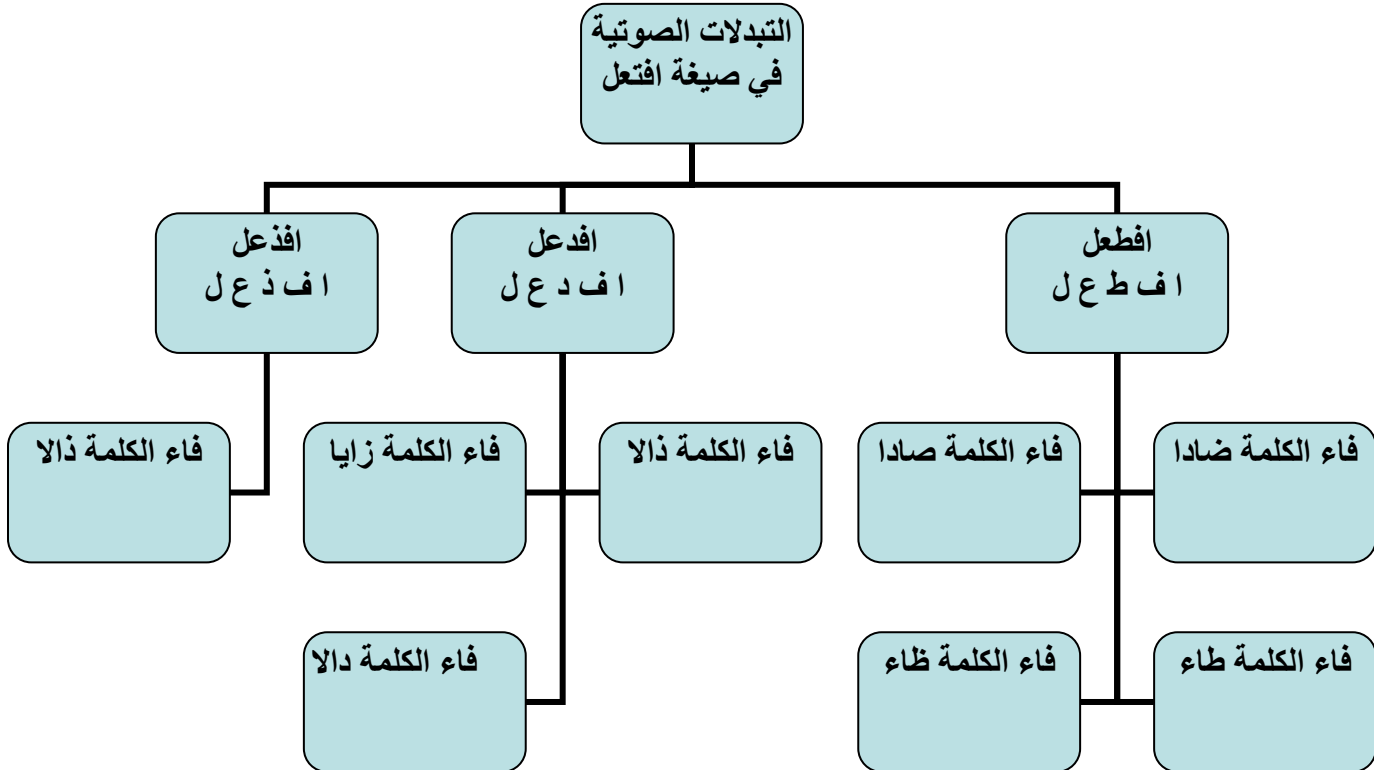 التبدلات الصوتية
في صيغة افتعل
افطعل
ا ف ط ع ل
افدعل
ا ف د ع ل
افذعل
ا ف ذ ع ل
فاء الكلمة ضادا
فاء الكلمة صادا
فاء الكلمة ذالا
فاء الكلمة زايا
فاء الكلمة ذالا
فاء الكلمة طاء
فاء الكلمة ظاء
فاء الكلمة دالا